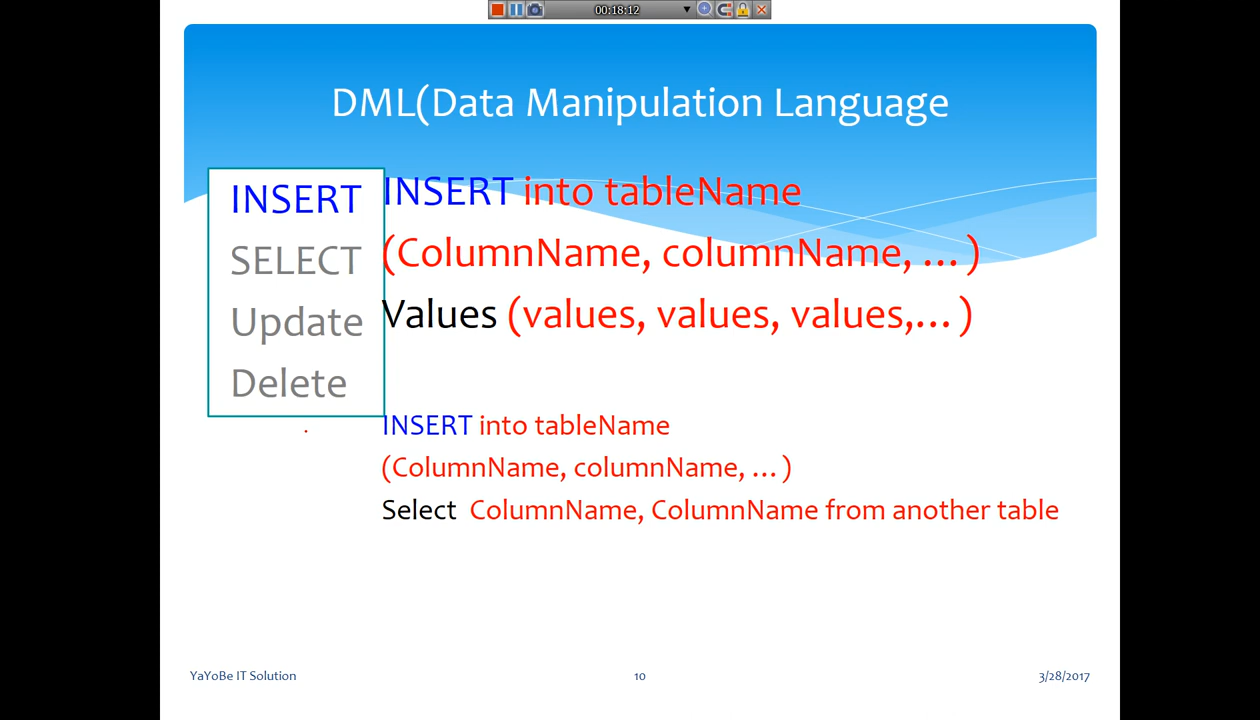 00:18:12
DML(Data Manipulation Language
INSERT
SELECT
Update
Delete
INSERT into tableName
(ColumnName, columnName, … )
Values (values, values, values,… )
INSERT into tableName
(ColumnName, columnName, … )
Select ColumnName, ColumnName from another table
YaYoBe IT Solution
10
3/28/2017